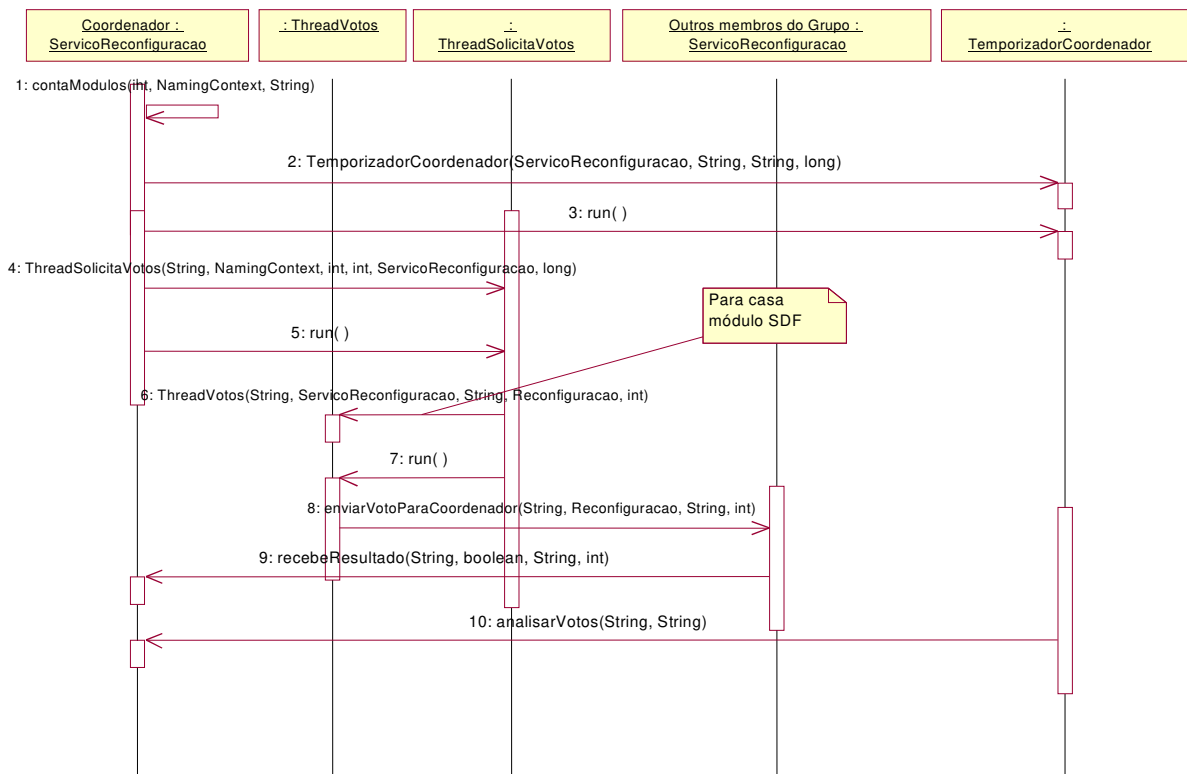 Coordenador :
ServicoReconfiguracao
: ThreadVotos
:
ThreadSolicitaVotos
Outros membros do Grupo :
ServicoReconfiguracao
:
TemporizadorCoordenador
1: contaModulos(int, NamingContext, String)
2: TemporizadorCoordenador(ServicoReconfiguracao, String, String, long)
3: run( )
4: ThreadSolicitaVotos(String, NamingContext, int, int, ServicoReconfiguracao, long)
Para casa
módulo SDF
5: run( )
6: ThreadVotos(String, ServicoReconfiguracao, String, Reconfiguracao, int)
7: run( )
8: enviarVotoParaCoordenador(String, Reconfiguracao, String, int)
9: recebeResultado(String, boolean, String, int)
10: analisarVotos(String, String)